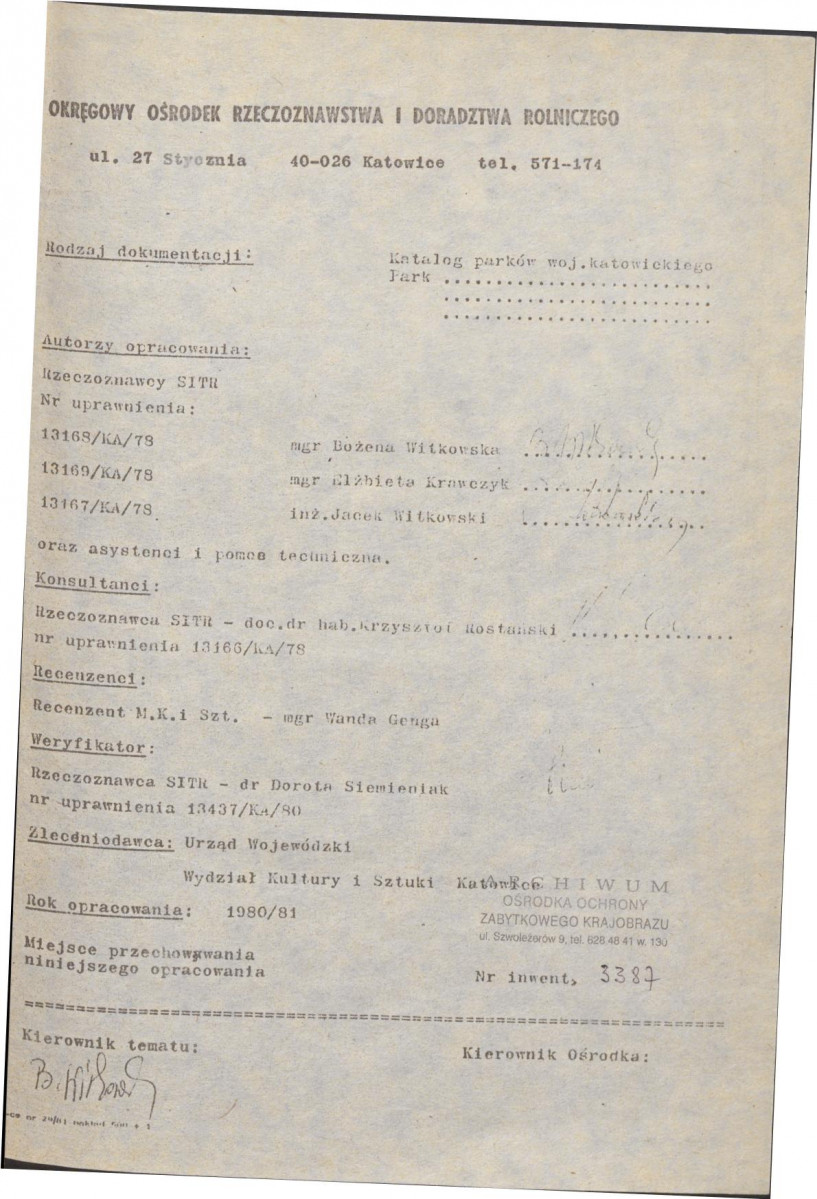 OKRĘGOWY OŚRODEK RZECZOZNAWSTWA I DORADZTWA ROLNICZEGO
ul. 27 Stycznia 40-026 Katowice tel. 571-174
Rodzaj dokumentacji:
Katalog parków woj.katowickiego
Park ...........................
...........................
...........................
Autorzy opracowania:
Rzeczoznawcy SITR
Nr uprawnienia:
13168/KA/78 mgr Bożena Witkowska ...................
13169/KA/78 mgr Elżbieta Krawczyk ...................
13167/KA/78 inż.Jacek Witkowski ...................
oraz asystenci i pomoc techniczna.
Konsultanci:
Rzeczoznawca SITR - doc.dr hab.Krzysztof Rostański .................
nr uprawnienia 13166/KA/78
Recenzenci:
Recenzent M.K.i Szt. - mgr Wanda Genga
Weryfikator:
Rzeczoznawca SITR - dr Dorota Siemieniak
nr uprawnienia 13437/KA/80
Zleceniodawca: Urząd Wojewódzki
Wydział Kultury i Sztuki Katowice
ARCHIWUM
OŚRODKA OCHRONY
ZABYTKOWEGO KRAJOBRAZU
ul. Szwoleżerów 9, tel. 628 48 41 w. 130
Rok opracowania: 1980/81
Miejsce przechowywania
niniejszego opracowania
Nr inwent, 3387
Kierownik tematu:
Kierownik Ośrodka:
B. Witkowska